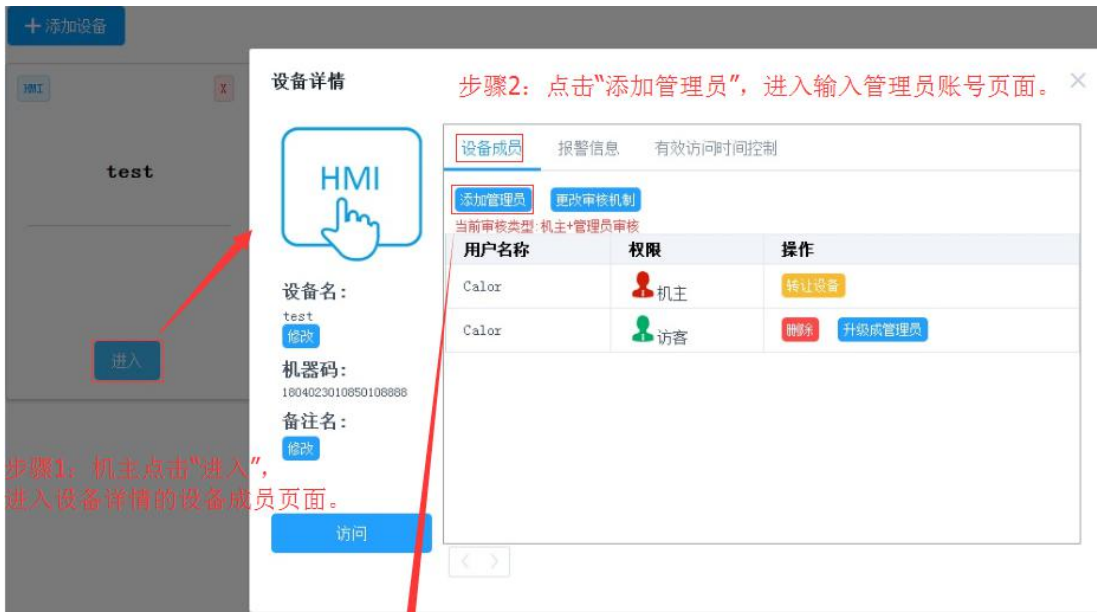 +添加设备
HMI
X
test
进入
步骤1：机主点击“进入”，
进入设备详情的设备成员页面。
设备详情
步骤2：点击“添加管理员”，进入输入管理员账号页面。
×
HMI
设备名：
test
修改
机器码：
1804023010850108888
备注名：
修改
访问
设备成员 报警信息 有效访问时间控制
添加管理员 更改审核机制
当前审核类型:机主+管理员审核
用户名称 权限 操作
Calor 机主 转让设备
Calor 访客 删除 升级成管理员
< >